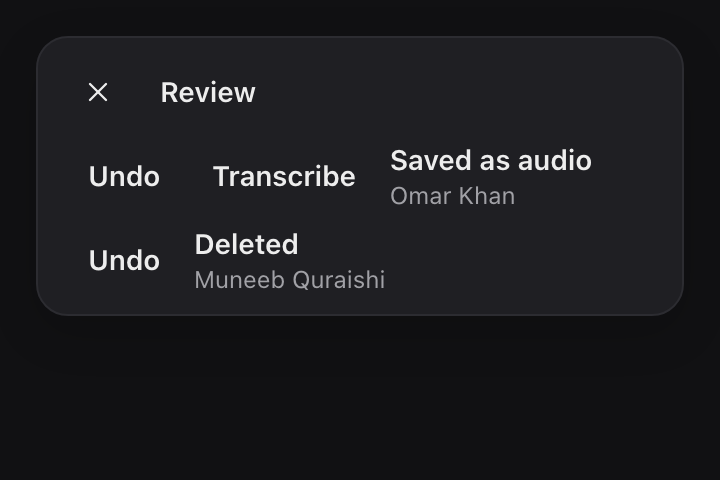 Review
Undo Transcribe Saved as audio
Omar Khan
Undo Deleted
Muneeb Quraishi